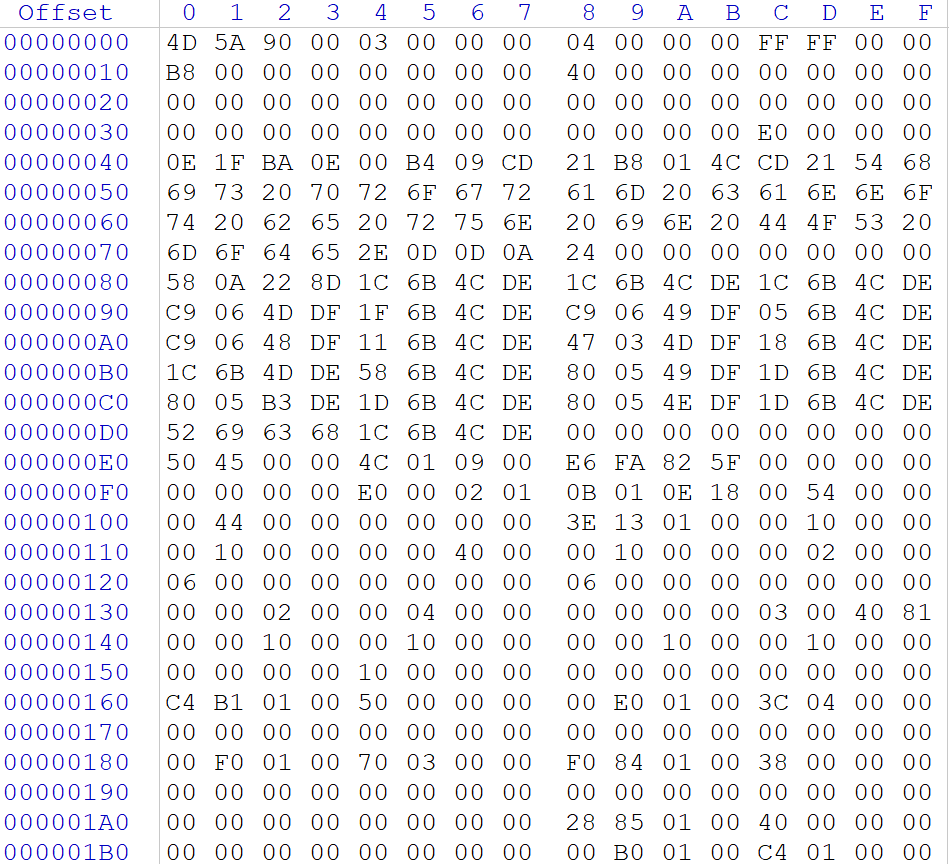 Offset 0 1 2 3 4 5 6 7 8 9 A B C D E F
00000000 4D 5A 90 00 03 00 00 00 04 00 00 00 FF FF 00 00
00000010 B8 00 00 00 00 00 00 00 40 00 00 00 00 00 00 00
00000020 00 00 00 00 00 00 00 00 00 00 00 00 00 00 00 00
00000030 00 00 00 00 00 00 00 00 00 00 00 00 E0 00 00 00
00000040 0E 1F BA 0E 00 B4 09 CD 21 B8 01 4C CD 21 54 68
00000050 69 73 20 70 72 6F 67 72 61 6D 20 63 61 6E 6E 6F
00000060 74 20 62 65 20 72 75 6E 20 69 6E 20 44 4F 53 20
00000070 6D 6F 64 65 2E 0D 0D 0A 24 00 00 00 00 00 00 00
00000080 58 0A 22 8D 1C 6B 4C DE 1C 6B 4C DE 1C 6B 4C DE
00000090 C9 06 4D DF 1F 6B 4C DE C9 06 49 DF 05 6B 4C DE
000000A0 C9 06 48 DF 11 6B 4C DE 47 03 4D DF 18 6B 4C DE
000000B0 1C 6B 4D DE 58 6B 4C DE 80 05 49 DF 1D 6B 4C DE
000000C0 80 05 B3 DE 1D 6B 4C DE 80 05 4E DF 1D 6B 4C DE
000000D0 52 69 63 68 1C 6B 4C DE 00 00 00 00 00 00 00 00
000000E0 50 45 00 00 4C 01 09 00 E6 FA 82 5F 00 00 00 00
000000F0 00 00 00 00 E0 00 02 01 0B 01 0E 18 00 54 00 00
00000100 00 44 00 00 00 00 00 00 3E 13 01 00 00 10 00 00
00000110 00 10 00 00 00 00 40 00 00 10 00 00 00 02 00 00
00000120 06 00 00 00 00 00 00 00 06 00 00 00 00 00 00 00
00000130 00 00 02 00 00 04 00 00 00 00 00 00 03 00 40 81
00000140 00 00 10 00 00 10 00 00 00 00 10 00 00 10 00 00
00000150 00 00 00 00 10 00 00 00 00 00 00 00 00 00 00 00
00000160 C4 B1 01 00 50 00 00 00 00 E0 01 00 3C 04 00 00
00000170 00 00 00 00 00 00 00 00 00 00 00 00 00 00 00 00
00000180 00 F0 01 00 70 03 00 00 F0 84 01 00 38 00 00 00
00000190 00 00 00 00 00 00 00 00 00 00 00 00 00 00 00 00
000001A0 00 00 00 00 00 00 00 00 28 85 01 00 40 00 00 00
000001B0 00 00 00 00 00 00 00 00 00 B0 01 00 C4 01 00 00